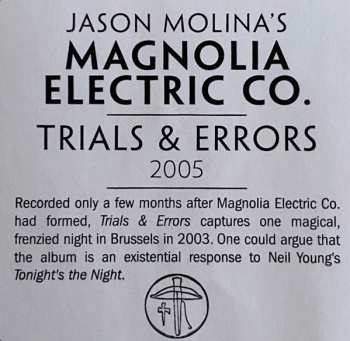 JASON MOLINA'S
MAGNOLIA
ELECTRIC CO.
TRIALS & ERRORS
2005
Recorded only a few months after Magnolia Electric Co.
had formed, Trials & Errors captures one magical,
frenzied night in Brussels in 2003. One could argue that
the album is an existential response to Neil Young's
Tonight's the Night.